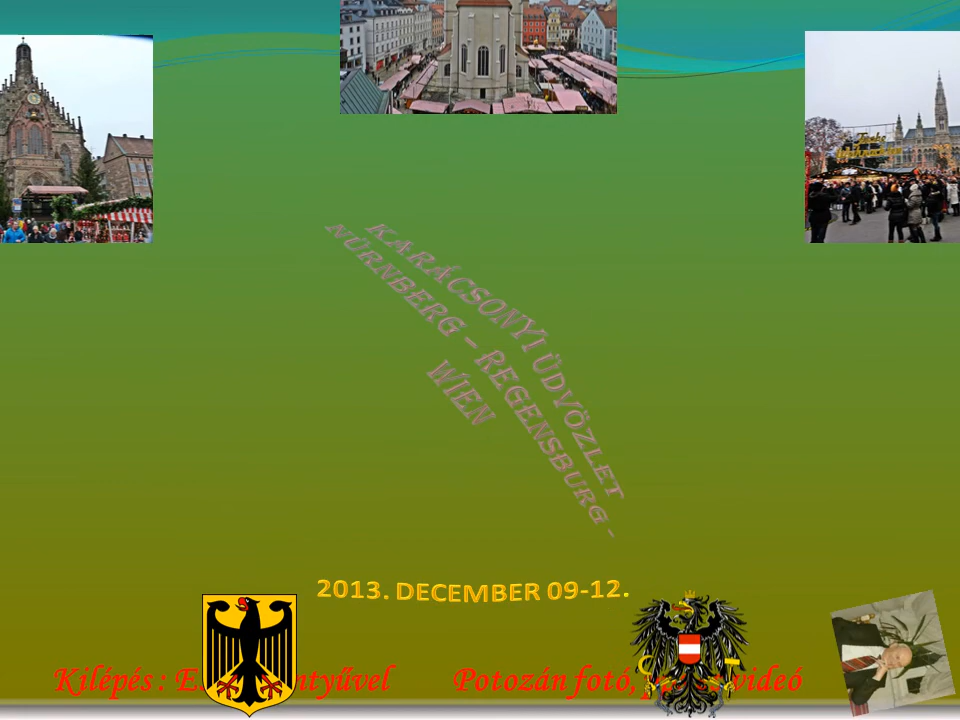 KARÁCSONYI ÜDVÖZLET
NÜRNBERG - REGENSBURG -
WIEN
2013. DECEMBER 09-12.
Kilépés : Potozán fotó, videó